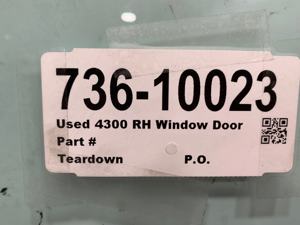 736-10023
Used 4300 RH Window Door
Part #
Teardown P.O.